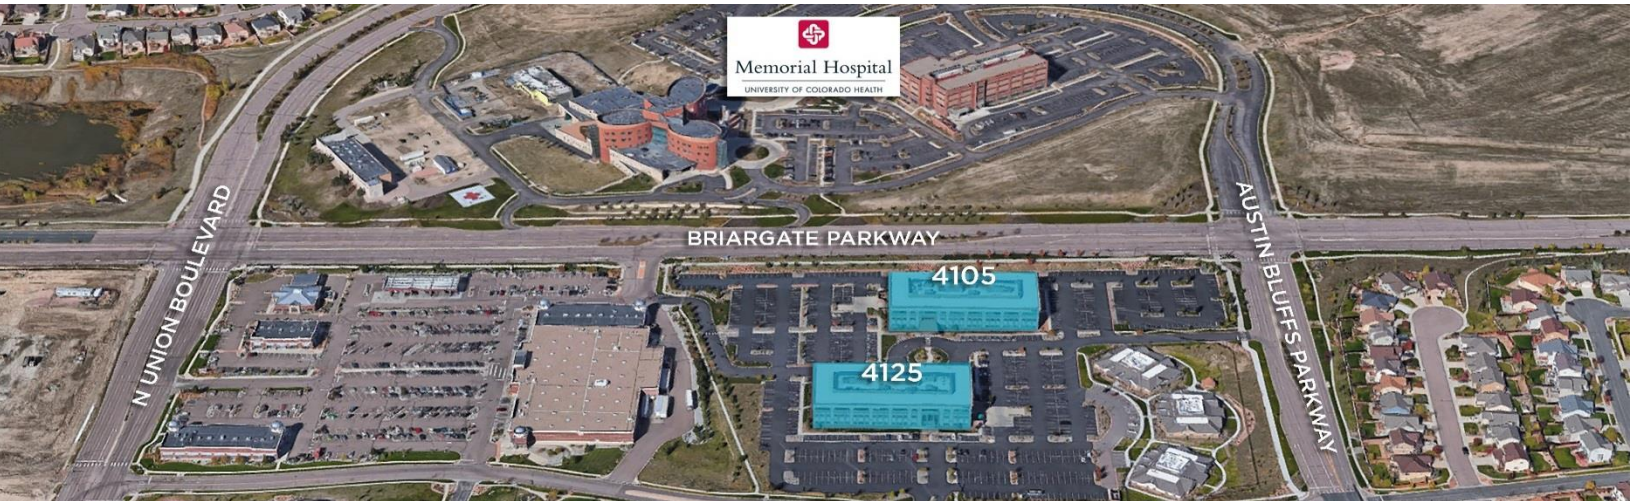 Memorial Hospital
UNIVERSITY OF COLORADO HEALTH
N UNION BOULEVARD
BRIARGATE PARKWAY
AUSTIN BLUFFS PARKWAY
4105
4125